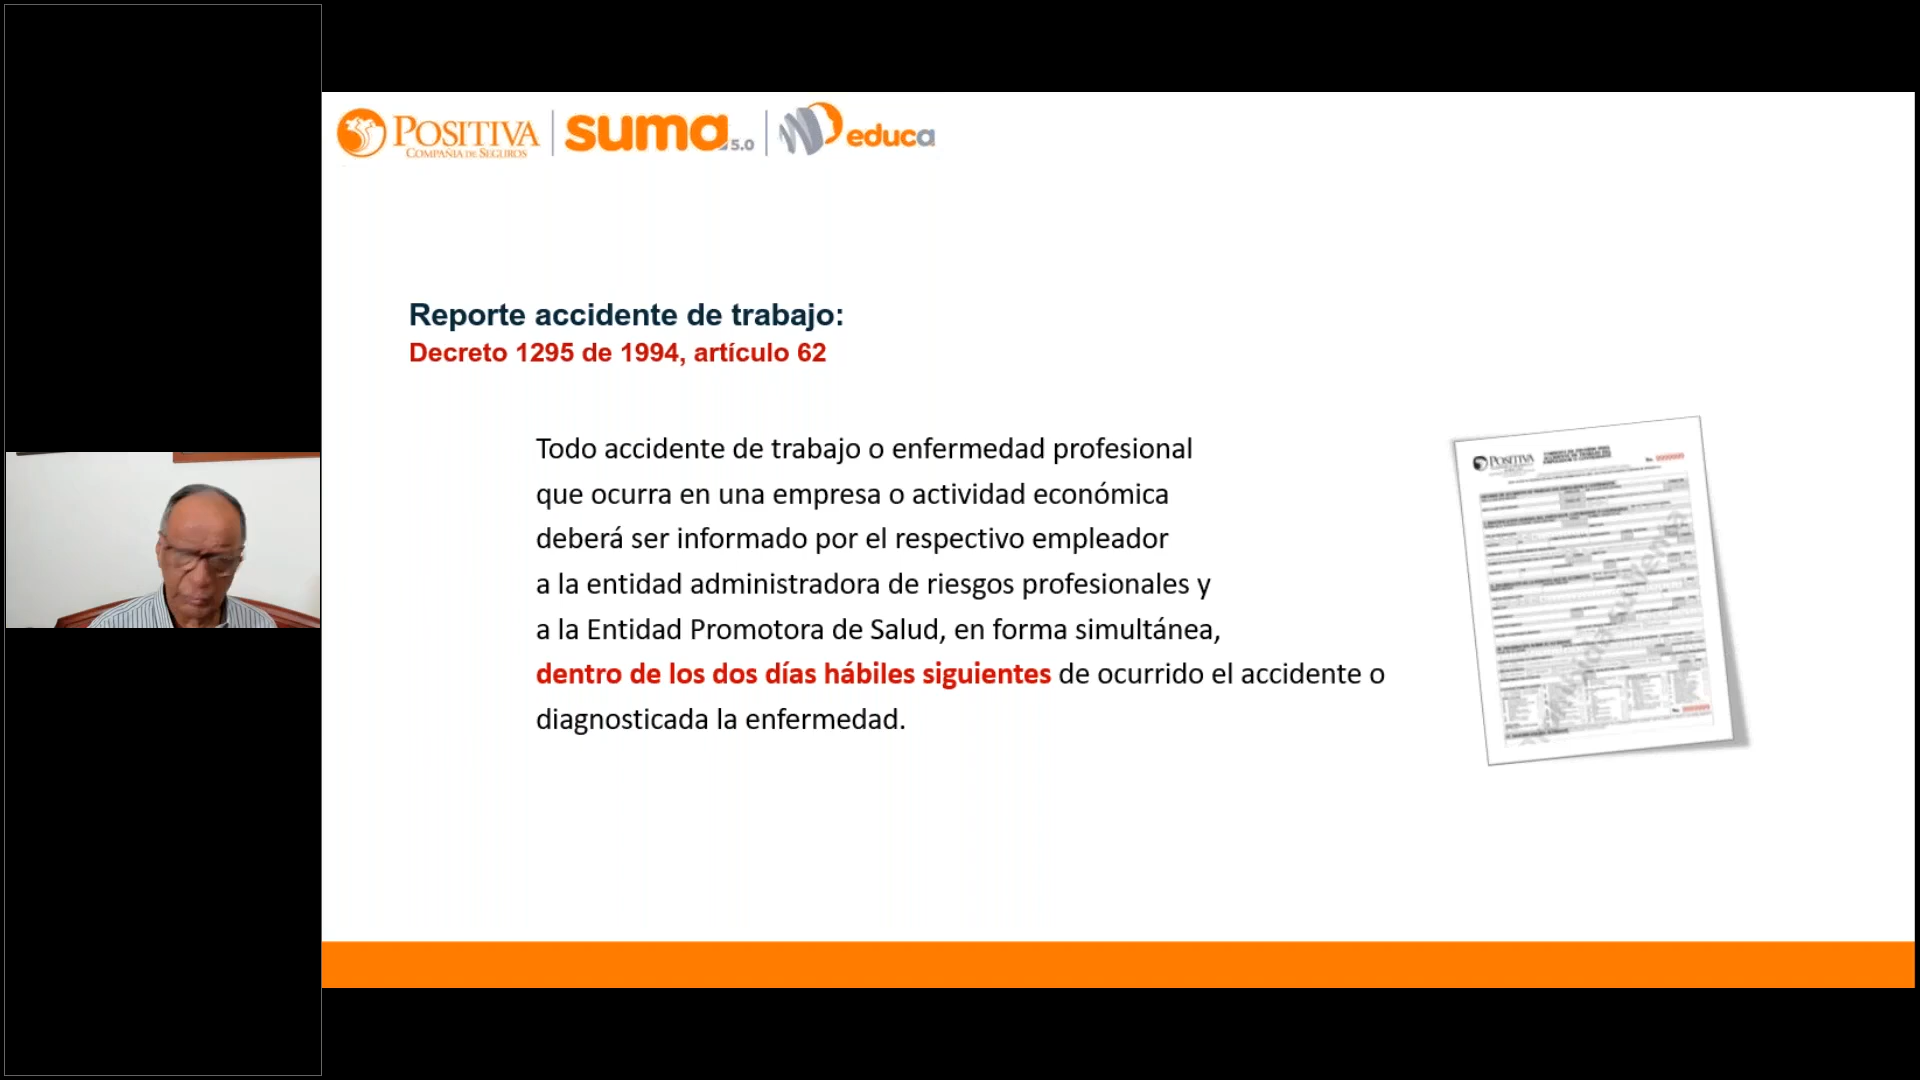 POSITIVA
COMPAÑÍA DE SEGUROS
suma 5.0
educa
Reporte accidente de trabajo:
Decreto 1295 de 1994, artículo 62
Todo accidente de trabajo o enfermedad profesional
que ocurra en una empresa o actividad económica
deberá ser informado por el respectivo empleador
a la entidad administradora de riesgos profesionales y
a la Entidad Promotora de Salud, en forma simultánea,
dentro de los dos días hábiles siguientes de ocurrido el accidente o
diagnosticada la enfermedad.
POSITIVA